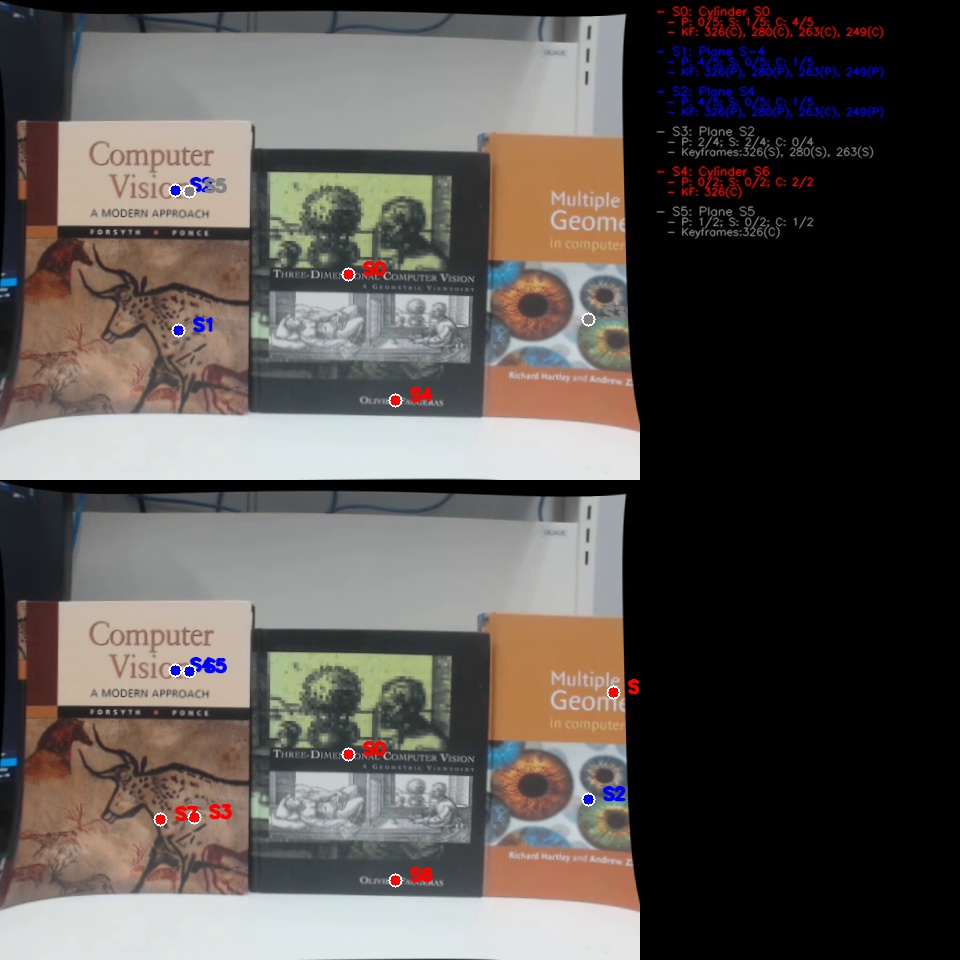 - S0: Cylinder S0
- P: 0/5; S: 1/5; C: 4/5
- KF: 326(C), 280(C), 263(C), 249(C)
- S1: Plane S-4
- P: 4/5; S: 0/5; C: 1/5
- KF: 326(P), 280(P), 263(P), 249(P)
- S2: Plane S4
- P: 4/5; S: 0/5; C: 1/5
- KF: 326(P), 280(P), 263(C), 249(P)
- S3: Plane S2
- P: 2/4; S: 2/4; C: 0/4
- Keyframes:326(S), 280(S), 263(S)
- S4: Cylinder S6
- P: 0/2; S: 0/2; C: 2/2
- KF: 326(C)
- S5: Plane S5
- P: 1/2; S: 0/2; C: 1/2
- Keyframes:326(C)
Computer
Vision
S5
A MODERN APPROACH
FORSYTH PONCE
S1
S0
THREE-DIMENSIONAL COMPUTER VISION
A GEOMETRIC VIEWPOINT
S4
Multiple
Geome
in computer
Richard Hartley and Andrew Z
Computer
Vision
S5
A MODERN APPROACH
FORSYTH PONCE
S7
S3
S0
THREE-DIMENSIONAL COMPUTER VISION
A GEOMETRIC VIEWPOINT
S6
Multiple
S
Geome
in computer
S2
Richard Hartley and Andrew Z